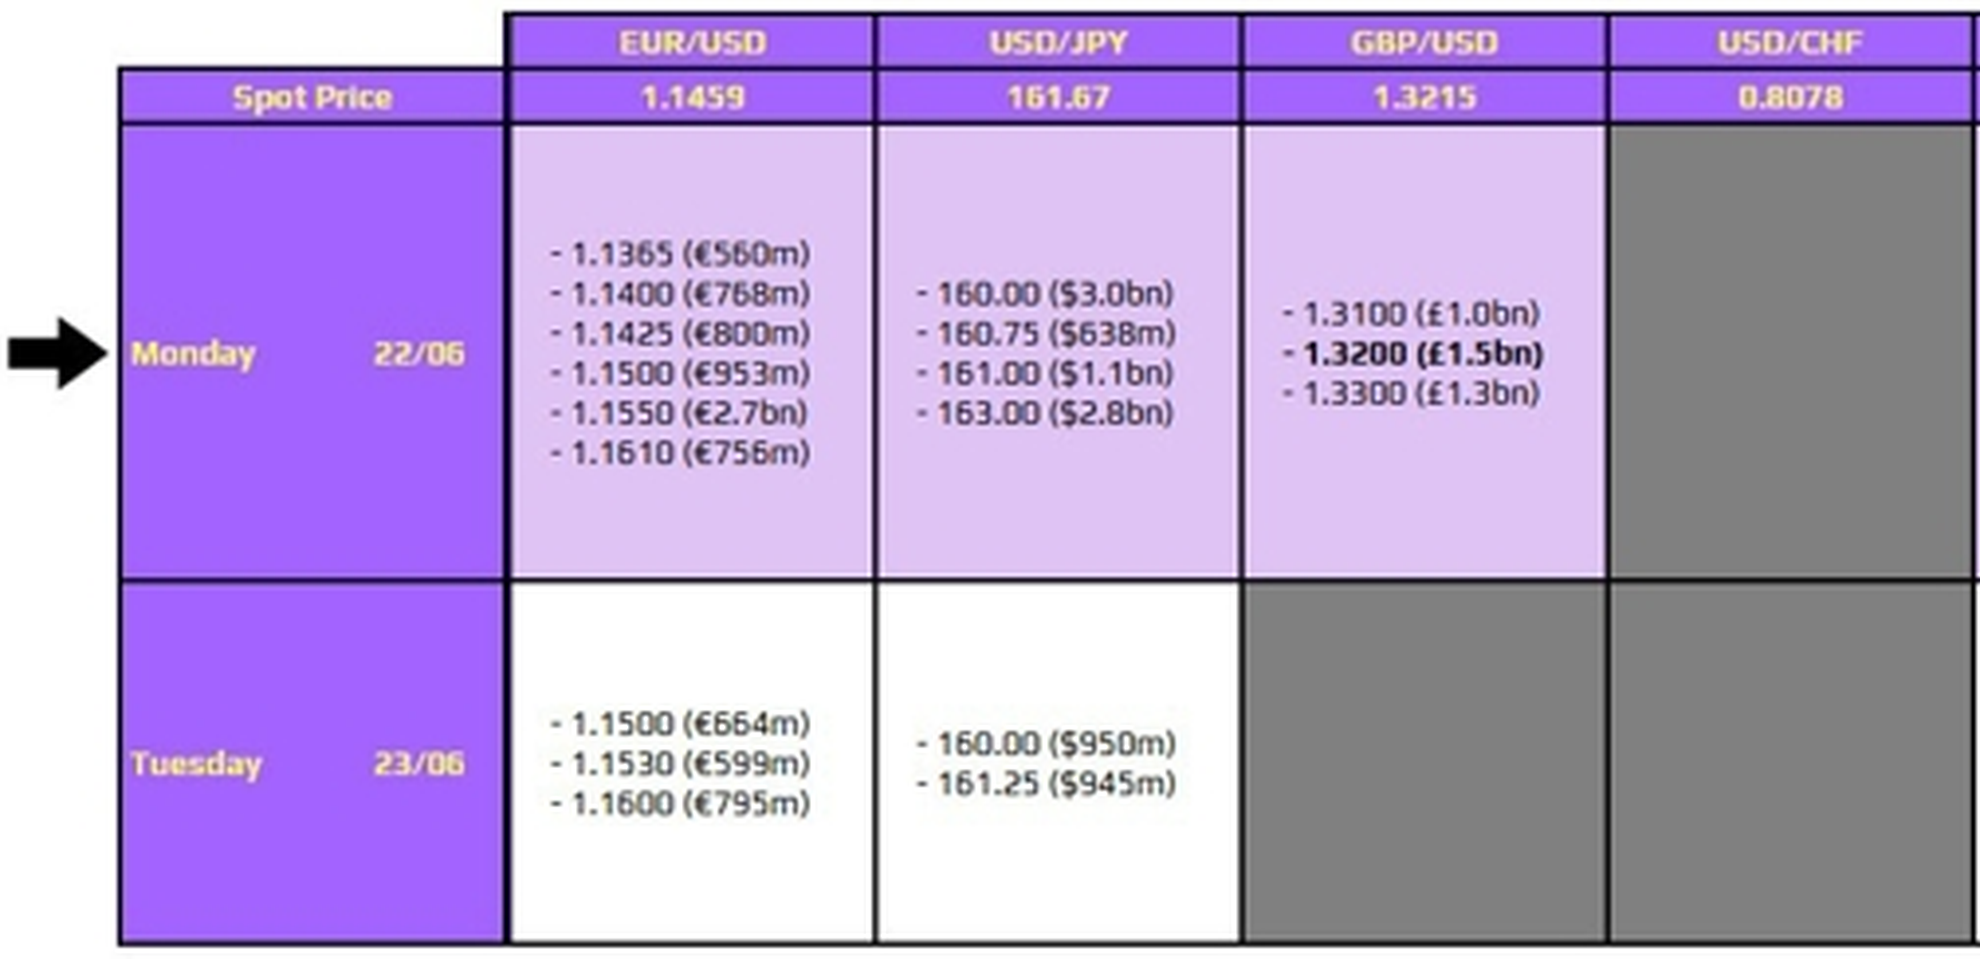 EUR/USD USD/JPY GBP/USD USD/CHF
Spot Price 1.1459 161.67 1.3215 0.8078
Monday 22/06
- 1.1365 (€560m)
- 1.1400 (€768m)
- 1.1425 (€800m)
- 1.1500 (€953m)
- 1.1550 (€2.7bn)
- 1.1610 (€756m)
- 160.00 ($3.0bn)
- 160.75 ($638m)
- 161.00 ($1.1bn)
- 163.00 ($2.8bn)
- 1.3100 (£1.0bn)
- 1.3200 (£1.5bn)
- 1.3300 (£1.3bn)
Tuesday 23/06
- 1.1500 (€664m)
- 1.1530 (€599m)
- 1.1600 (€795m)
- 160.00 ($950m)
- 161.25 ($945m)